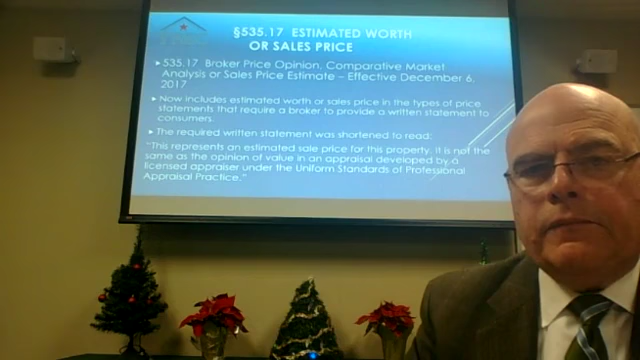 §535.17 ESTIMATED WORTH
OR SALES PRICE
535.17 Broker Price Opinion, Comparative Market
Analysis or Sales Price Estimate – Effective December 6,
2017
Now includes estimated worth or sales price in the types of price
statements that require a broker to provide a written statement to
consumers.
The required written statement was shortened to read:
"This represents an estimated sale price for this property. It is not the
same as the opinion of value in an appraisal developed by a
licensed appraiser under the Uniform Standards of Professional
Appraisal Practice."